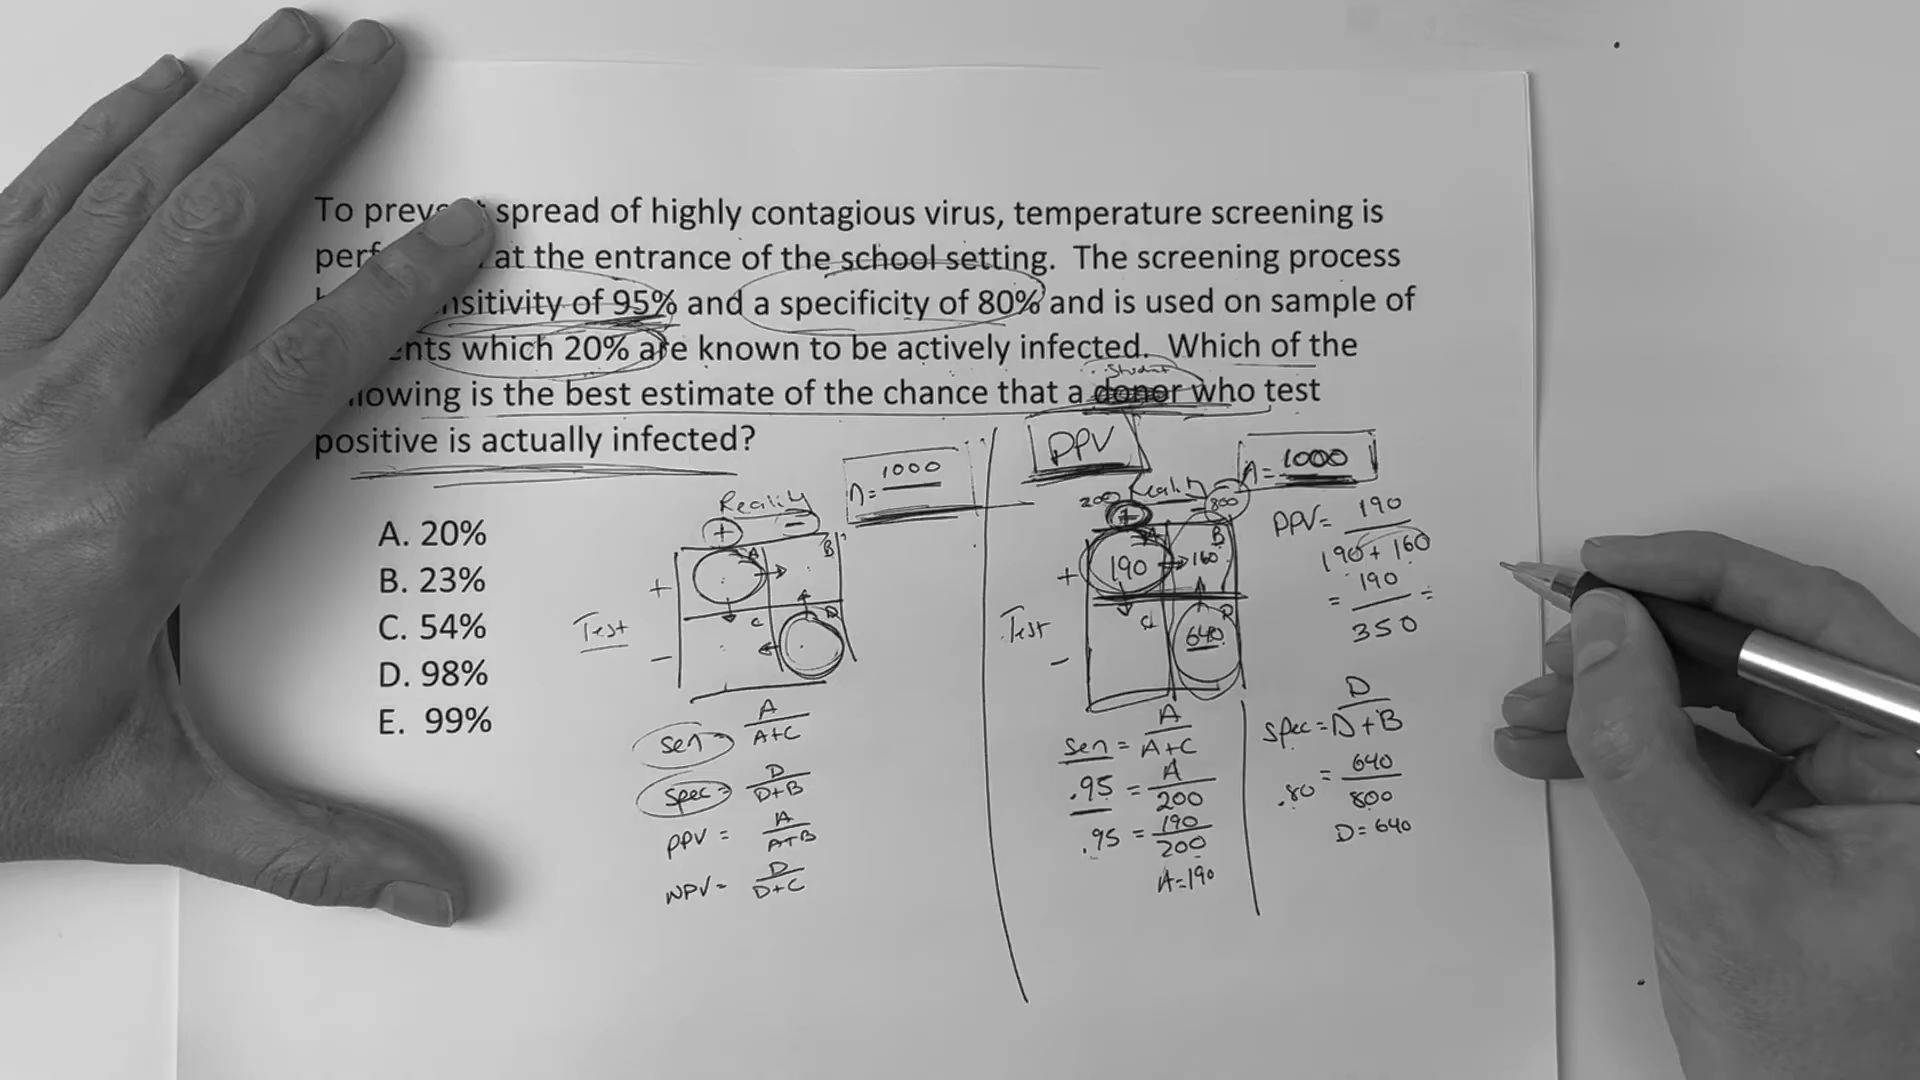 To prev spread of highly contagious virus, temperature screening is
perf at the entrance of the school setting. The screening process
nsitivity of 95% and a specificity of 80% and is used on sample of
ents which 20% are known to be actively infected. Which of the
student
lowing is the best estimate of the chance that a donor who test
positive is actually infected?
A. 20%
B. 23%
C. 54%
D. 98%
E. 99%
n = 1000
Reality
+ -
A B
+
Test
C D
-
sen = A
A+C
spec = D
D+B
PPV = A
A+B
NPV = D
D+C
PPV
n = 1000
200 Reality 800
+ -
A B
+ 190 160
Test
C D
- 640
sen = A
A+C
.95 = A
200
.95 = 190
200
A=190
PPV = 190
190 + 160
= 190 =
350
spec = D
D+B
.80 = 640
800
D = 640